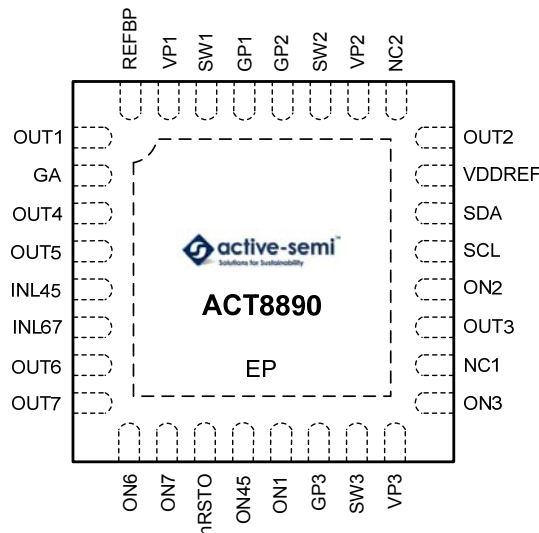 REFBP
VP1
SW1
GP1
GP2
SW2
VP2
NC2
OUT1
GA
OUT4
OUT5
INL45
INL67
OUT6
OUT7
active-semi™
Solutions for Sustainability
ACT8890
EP
OUT2
VDDREF
SDA
SCL
ON2
OUT3
NC1
ON3
ON6
ON7
nRSTO
ON45
ON1
GP3
SW3
VP3